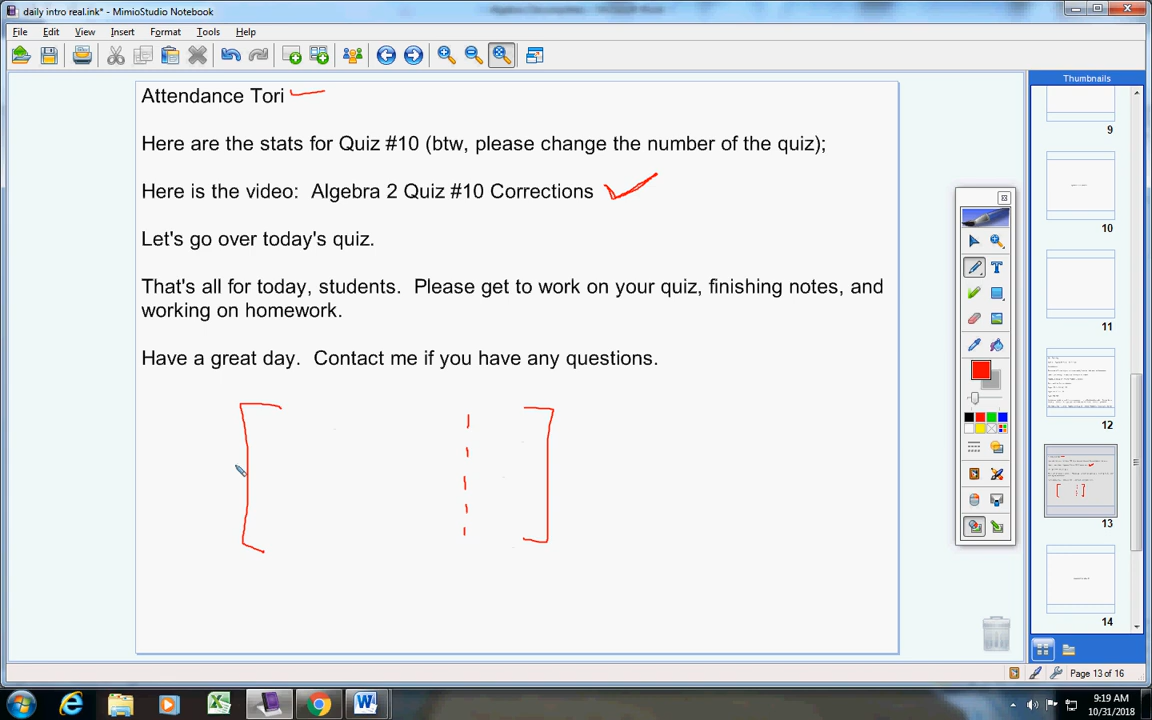 daily intro real.ink* - MimioStudio Notebook
File Edit View Insert Format Tools Help
Attendance Tori
Here are the stats for Quiz #10 (btw, please change the number of the quiz);
Here is the video: Algebra 2 Quiz #10 Corrections
Let's go over today's quiz.
That's all for today, students. Please get to work on your quiz, finishing notes, and
working on homework.
Have a great day. Contact me if you have any questions.
Thumbnails
9
10
11
12
13
14
Page 13 of 16
9:19 AM
10/31/2018